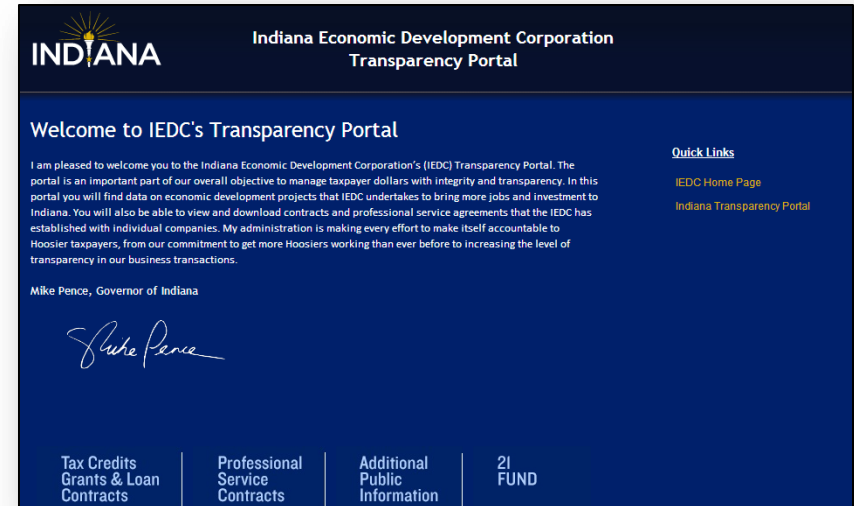 INDIANA
Indiana Economic Development Corporation
Transparency Portal
Welcome to IEDC's Transparency Portal
I am pleased to welcome you to the Indiana Economic Development Corporation's (IEDC) Transparency Portal. The
portal is an important part of our overall objective to manage taxpayer dollars with integrity and transparency. In this
portal you will find data on economic development projects that IEDC undertakes to bring more jobs and investment to
Indiana. You will also be able to view and download contracts and professional service agreements that the IEDC has
established with individual companies. My administration is making every effort to make itself accountable to
Hoosier taxpayers, from our commitment to get more Hoosiers working than ever before to increasing the level of
transparency in our business transactions.
Mike Pence, Governor of Indiana
Mike Pence
Quick Links
IEDC Home Page
Indiana Transparency Portal
Tax Credits
Grants & Loan
Contracts
Professional
Service
Contracts
Additional
Public
Information
21
FUND